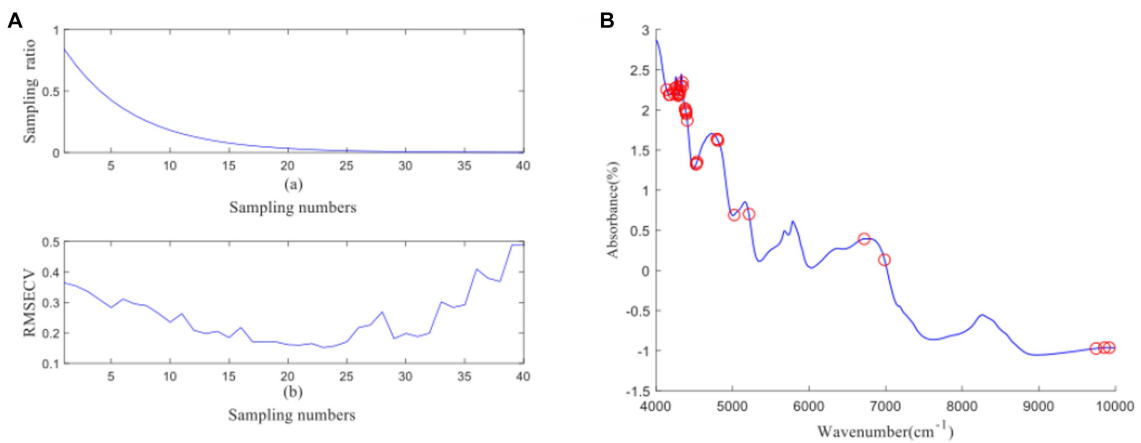 A
1
0.5
0
Sampling ratio
5 10 15 20 25 30 35 40
(a)
Sampling numbers
0.5
0.4
0.3
0.2
0.1
RMSECV
5 10 15 20 25 30 35 40
(b)
Sampling numbers
B
3
2.5
2
1.5
1
0.5
0
-0.5
-1
-1.5
Absorbance(%)
4000 5000 6000 7000 8000 9000 10000
Wavenumber(cm⁻¹)